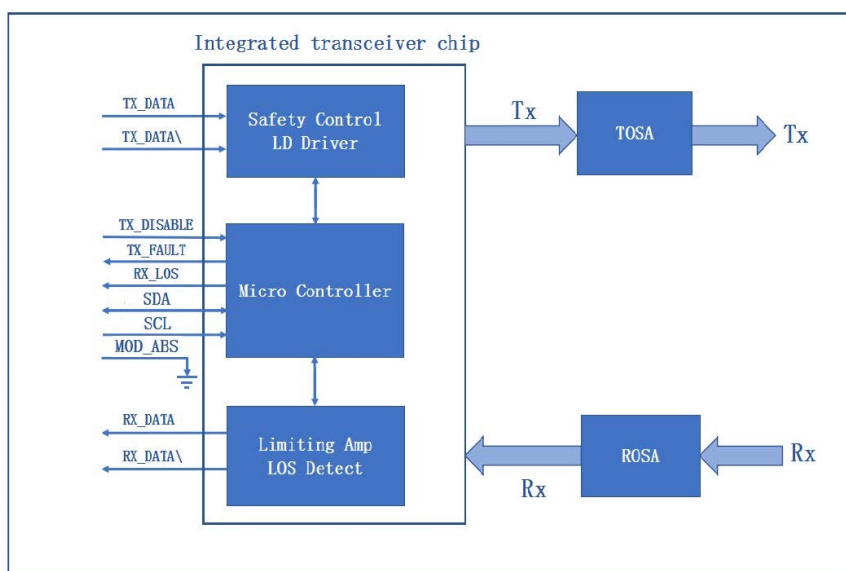 Integrated transceiver chip
TX_DATA
TX_DATA\
Safety Control
LD Driver
Tx
TOSA
Tx
TX_DISABLE
TX_FAULT
RX_LOS
SDA
SCL
MOD_ABS
Micro Controller
RX_DATA
RX_DATA\
Limiting Amp
LOS Detect
Rx
ROSA
Rx